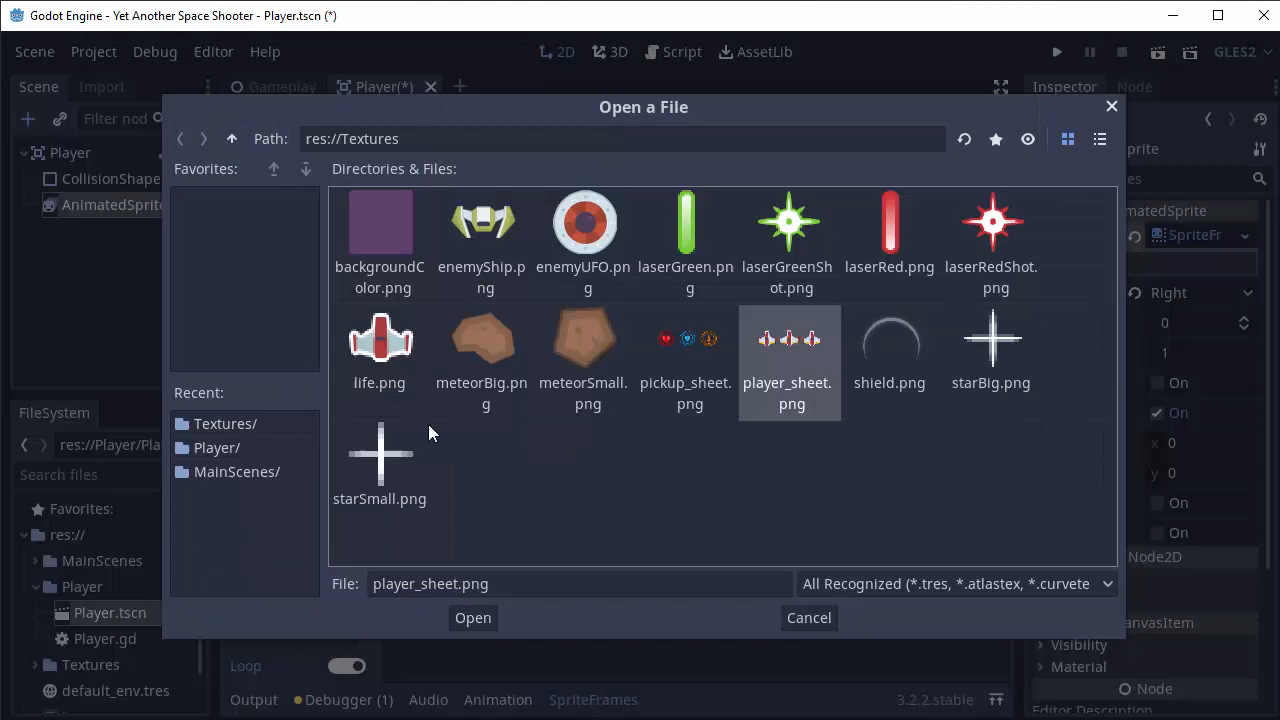 Godot Engine - Yet Another Space Shooter - Player.tscn (*)
Scene Project Debug Editor Help
2D 3D Script AssetLib
GLES2
Scene Import
Gameplay Player(*)
Inspector Node
Filter nod
Open a File
Path: res://Textures
Player
Favorites:
Directories & Files:
CollisionShape
AnimatedSprite
SpriteFr
backgroundC
olor.png
enemyShip.p
ng
enemyUFO.pn
g
laserGreen.pn
g
laserGreenSh
ot.png
laserRed.png
laserRedShot.
png
Right
0
1
life.png
meteorBig.pn
g
meteorSmall.
png
pickup_sheet.
png
player_sheet.
png
shield.png
starBig.png
On
On
Recent:
Textures/
Player/
MainScenes/
FileSystem
res://Player/Pla
Search files
x 0
y 0
starSmall.png
On
On
Favorites:
res://
MainScenes
Player
Player.tscn
Player.gd
Textures
default_env.tres
Node2D
File: player_sheet.png
All Recognized (*.tres, *.atlastex, *.curvete
Open Cancel
Visibility
Material
Node
Editor Description
Loop
Output Debugger (1) Audio Animation SpriteFrames 3.2.2.stable